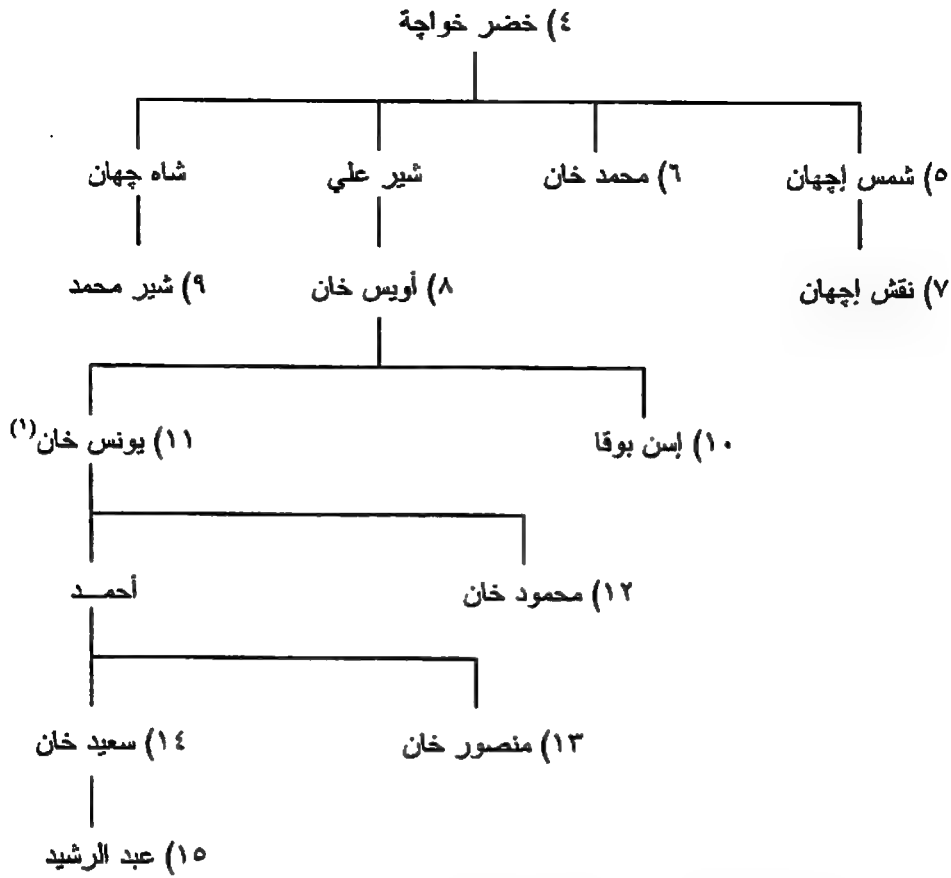 ٤) خضر خواچة
٥) شمس إچهان ٦) محمد خان شير علي شاه چهان
٧) نقش إچهان ٨) أويس خان ٩) شير محمد
١٠) إسن بوقا ١١) يونس خان(١)
١٢) محمود خان أحمـــد
١٣) منصور خان ١٤) سعيد خان
١٥) عبد الرشيد